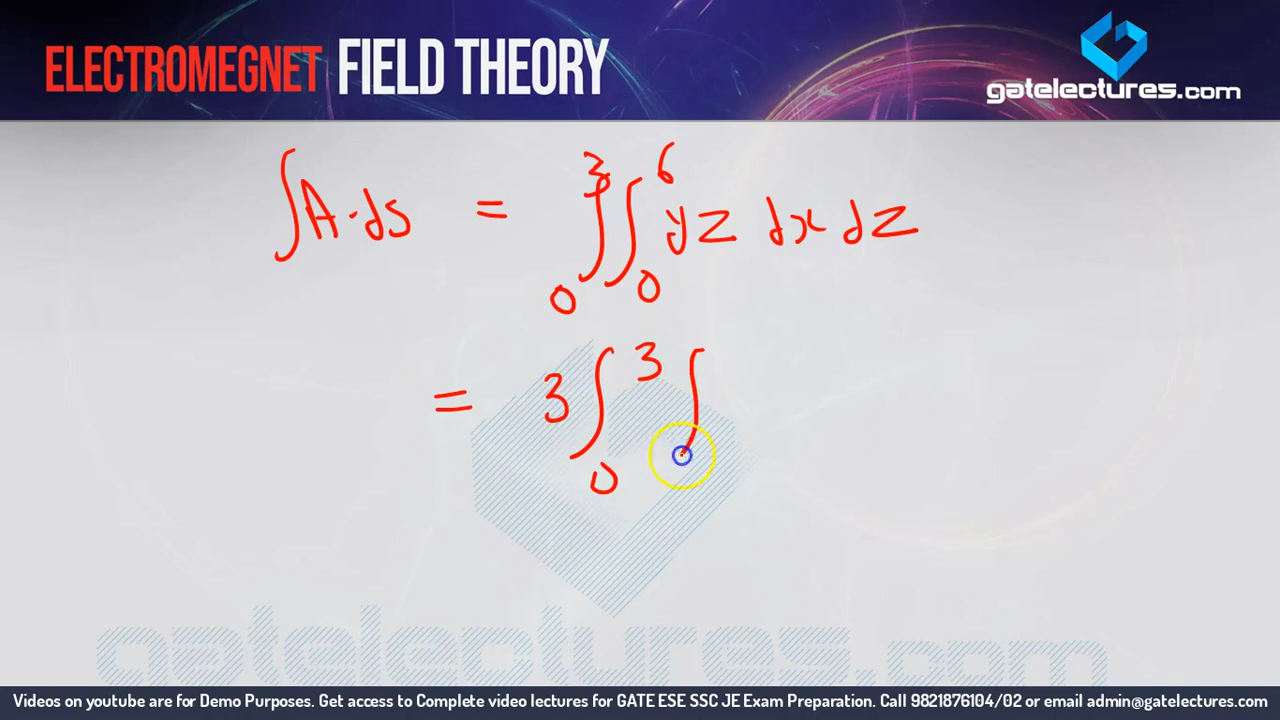 ELECTROMEGNET FIELD THEORY
gatelectures.com
∫A·ds = ∫₀³ ∫₀⁶ yz dx dz
= 3 ∫₀³ ∫
gatelectures.com
Videos on youtube are for Demo Purposes. Get access to Complete video lectures for GATE ESE SSC JE Exam Preparation. Call 9821876104/02 or email admin@gatelectures.com